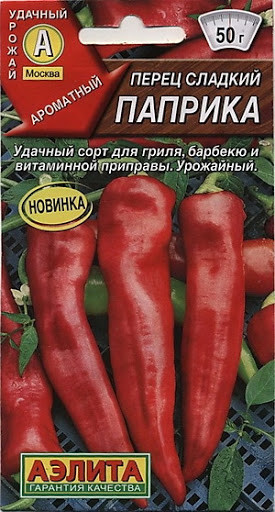 УДАЧНЫЙ
УРОЖАЙ
А
Москва
АРОМАТНЫЙ
50 г
ПЕРЕЦ СЛАДКИЙ
ПАПРИКА
Удачный сорт для гриля, барбекю и
витаминной приправы. Урожайный.
НОВИНКА
АЭЛИТА
ГАРАНТИЯ КАЧЕСТВА